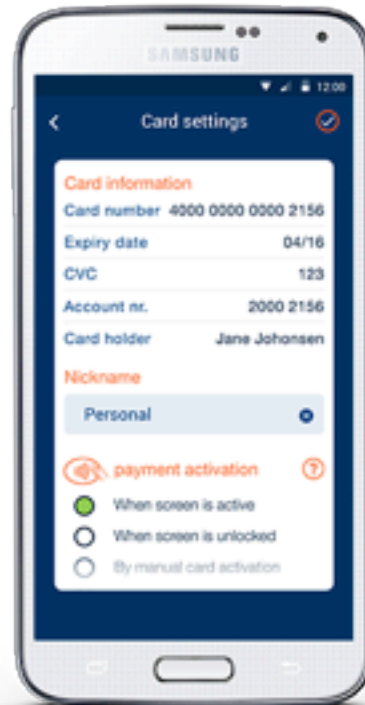 SAMSUNG
12:00
Card settings
Card information
Card number 4000 0000 0000 2156
Expiry date 04/16
CVC 123
Account nr. 2000 2156
Card holder Jane Johonsen
Nickname
Personal
payment activation ?
When screen is active
When screen is unlocked
By manual card activation